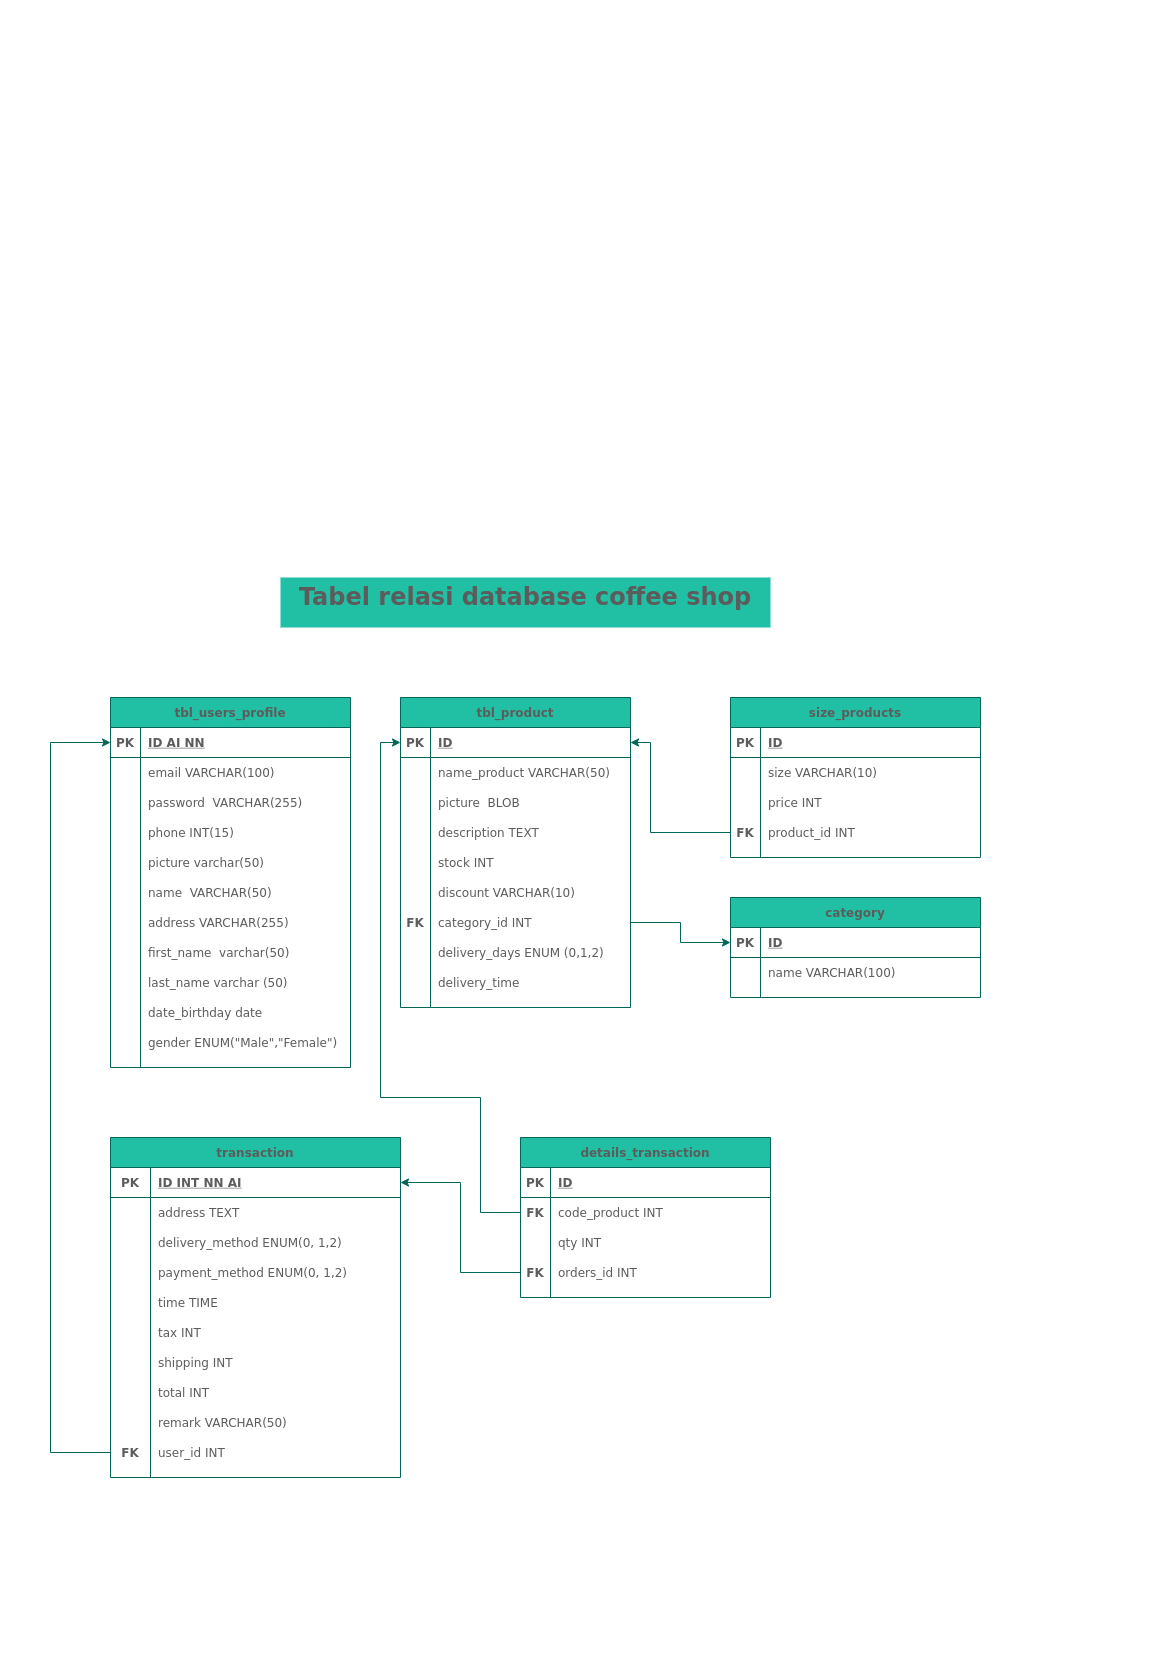 Tabel relasi database coffee shop
tbl_users_profile
PK ID AI NN
email VARCHAR(100)
password  VARCHAR(255)
phone INT(15)
picture varchar(50)
name  VARCHAR(50)
address VARCHAR(255)
first_name  varchar(50)
last_name varchar (50)
date_birthday date
gender ENUM("Male","Female")
tbl_product
PK ID
name_product VARCHAR(50)
picture  BLOB
description TEXT
stock INT
discount VARCHAR(10)
FK category_id INT
delivery_days ENUM (0,1,2)
delivery_time
size_products
PK ID
size VARCHAR(10)
price INT
FK product_id INT
category
PK ID
name VARCHAR(100)
transaction
PK ID INT NN AI
address TEXT
delivery_method ENUM(0, 1,2)
payment_method ENUM(0, 1,2)
time TIME
tax INT
shipping INT
total INT
remark VARCHAR(50)
FK user_id INT
details_transaction
PK ID
FK code_product INT
qty INT
FK orders_id INT